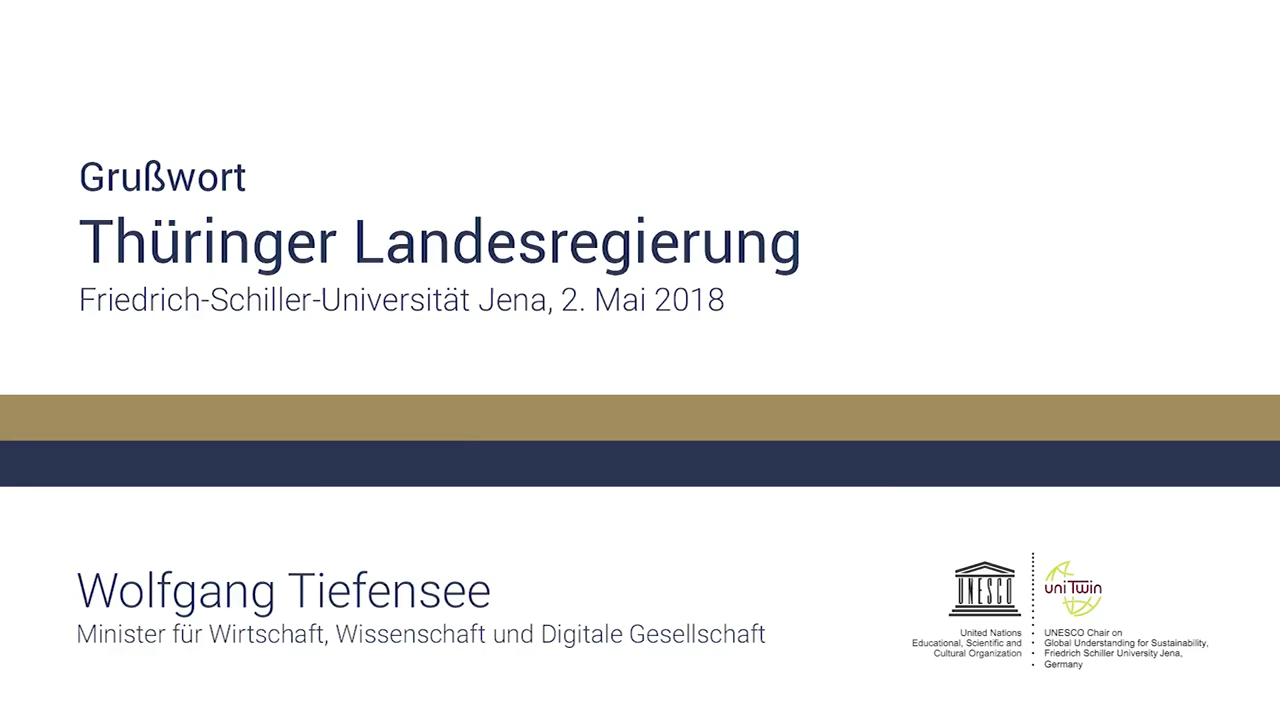 Grußwort
Thüringer Landesregierung
Friedrich-Schiller-Universität Jena, 2. Mai 2018
Wolfgang Tiefensee
Minister für Wirtschaft, Wissenschaft und Digitale Gesellschaft
UNESCO
United Nations
Educational, Scientific and
Cultural Organization
uniTwin
UNESCO Chair on
Global Understanding for Sustainability,
Friedrich Schiller University Jena,
Germany